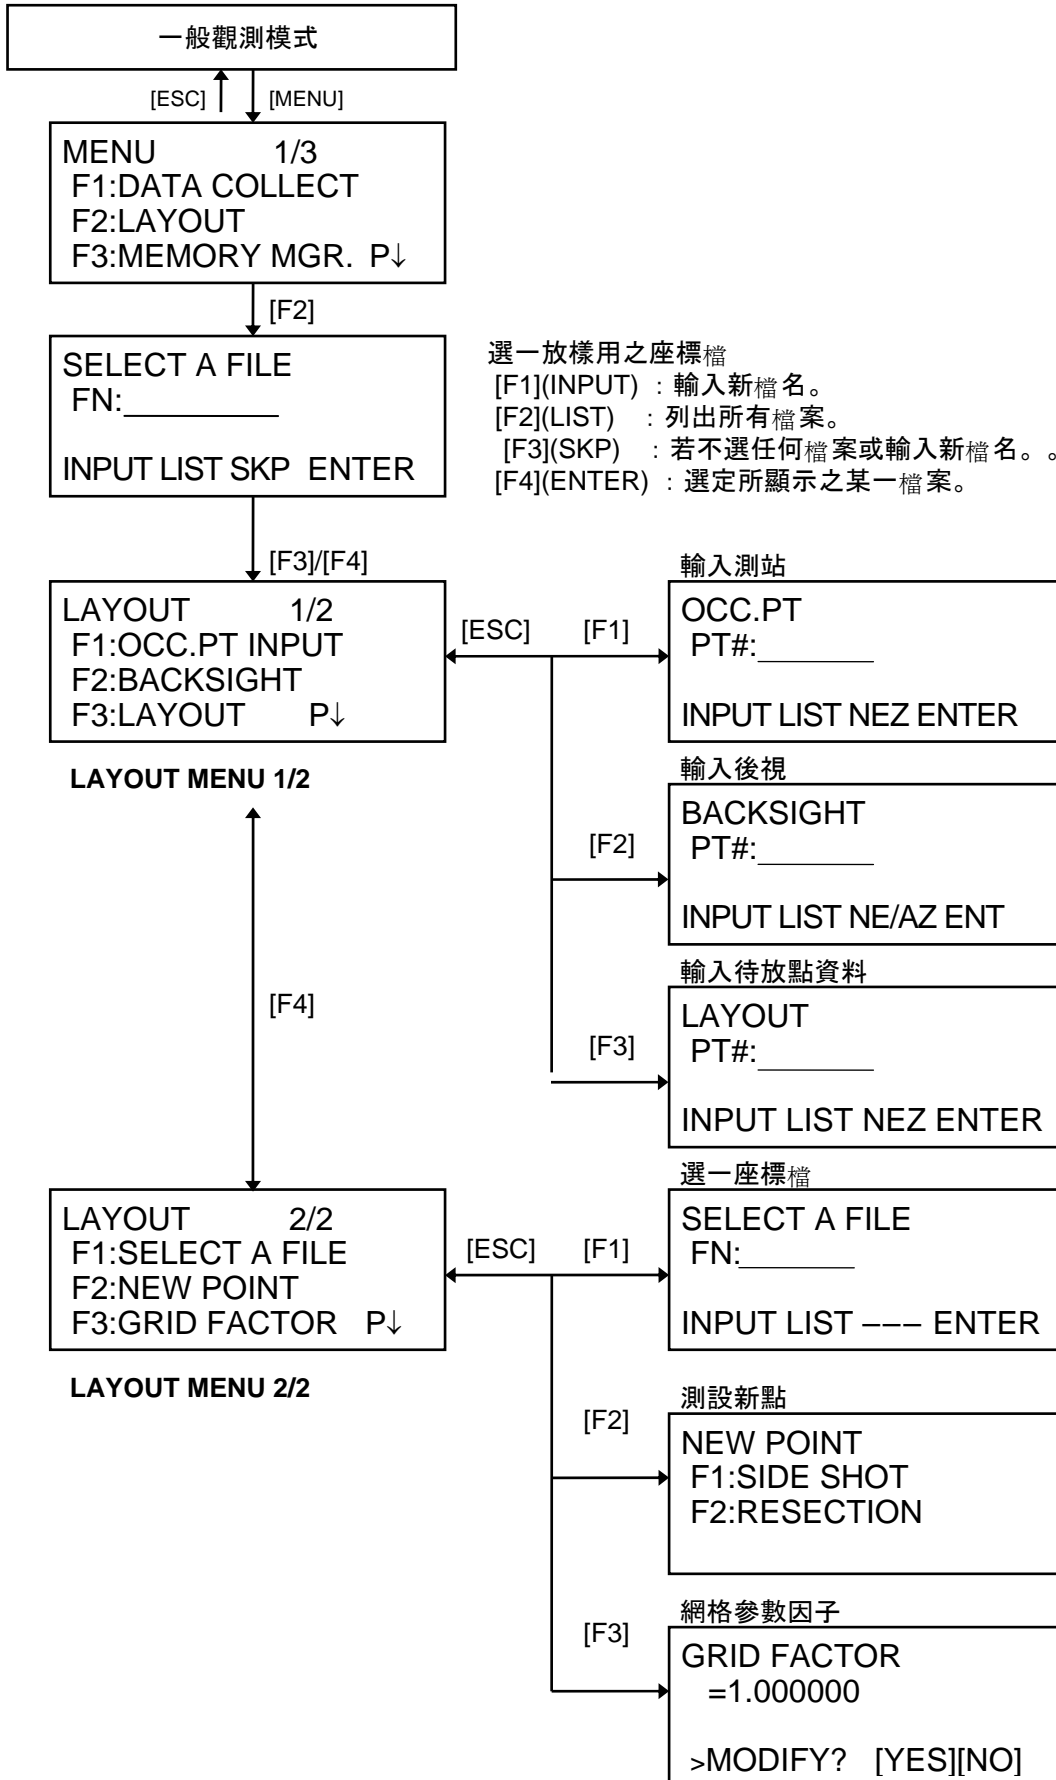 一般觀測模式
[ESC] [MENU]
MENU 1/3
F1:DATA COLLECT
F2:LAYOUT
F3:MEMORY MGR. P↓
[F2]
SELECT A FILE
FN:________
INPUT LIST SKP ENTER
選一放樣用之座標檔
[F1](INPUT) : 輸入新檔名。
[F2](LIST) : 列出所有檔案。
[F3](SKP) : 若不選任何檔案或輸入新檔名。。
[F4](ENTER) : 選定所顯示之某一檔案。
[F3]/[F4]
LAYOUT 1/2
F1:OCC.PT INPUT
F2:BACKSIGHT
F3:LAYOUT P↓
LAYOUT MENU 1/2
[ESC] [F1]
輸入測站
OCC.PT
PT#:______
INPUT LIST NEZ ENTER
[F2]
輸入後視
BACKSIGHT
PT#:______
INPUT LIST NE/AZ ENT
[F3]
輸入待放點資料
LAYOUT
PT#:______
INPUT LIST NEZ ENTER
[F4]
LAYOUT 2/2
F1:SELECT A FILE
F2:NEW POINT
F3:GRID FACTOR P↓
LAYOUT MENU 2/2
[ESC] [F1]
選一座標檔
SELECT A FILE
FN:______
INPUT LIST ––– ENTER
[F2]
測設新點
NEW POINT
F1:SIDE SHOT
F2:RESECTION
[F3]
網格參數因子
GRID FACTOR
=1.000000
>MODIFY? [YES][NO]